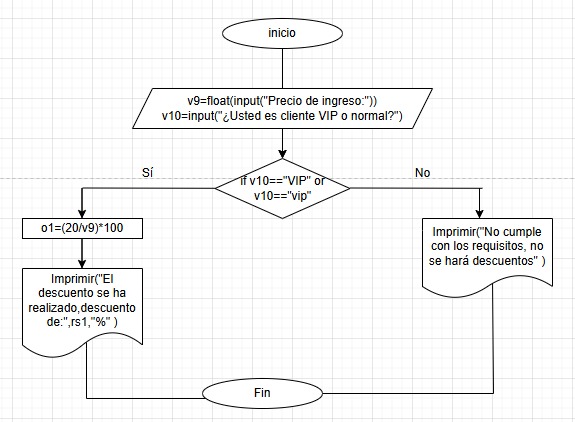 inicio
v9=float(input("Precio de ingreso:"))
v10=input("¿Usted es cliente VIP o normal?")
Sí
if v10=="VIP" or
v10=="vip"
No
o1=(20/v9)*100
Imprimir("El
descuento se ha
realizado,descuento
de:",rs1,"%" )
Imprimir("No cumple
con los requisitos, no
se hará descuentos" )
Fin